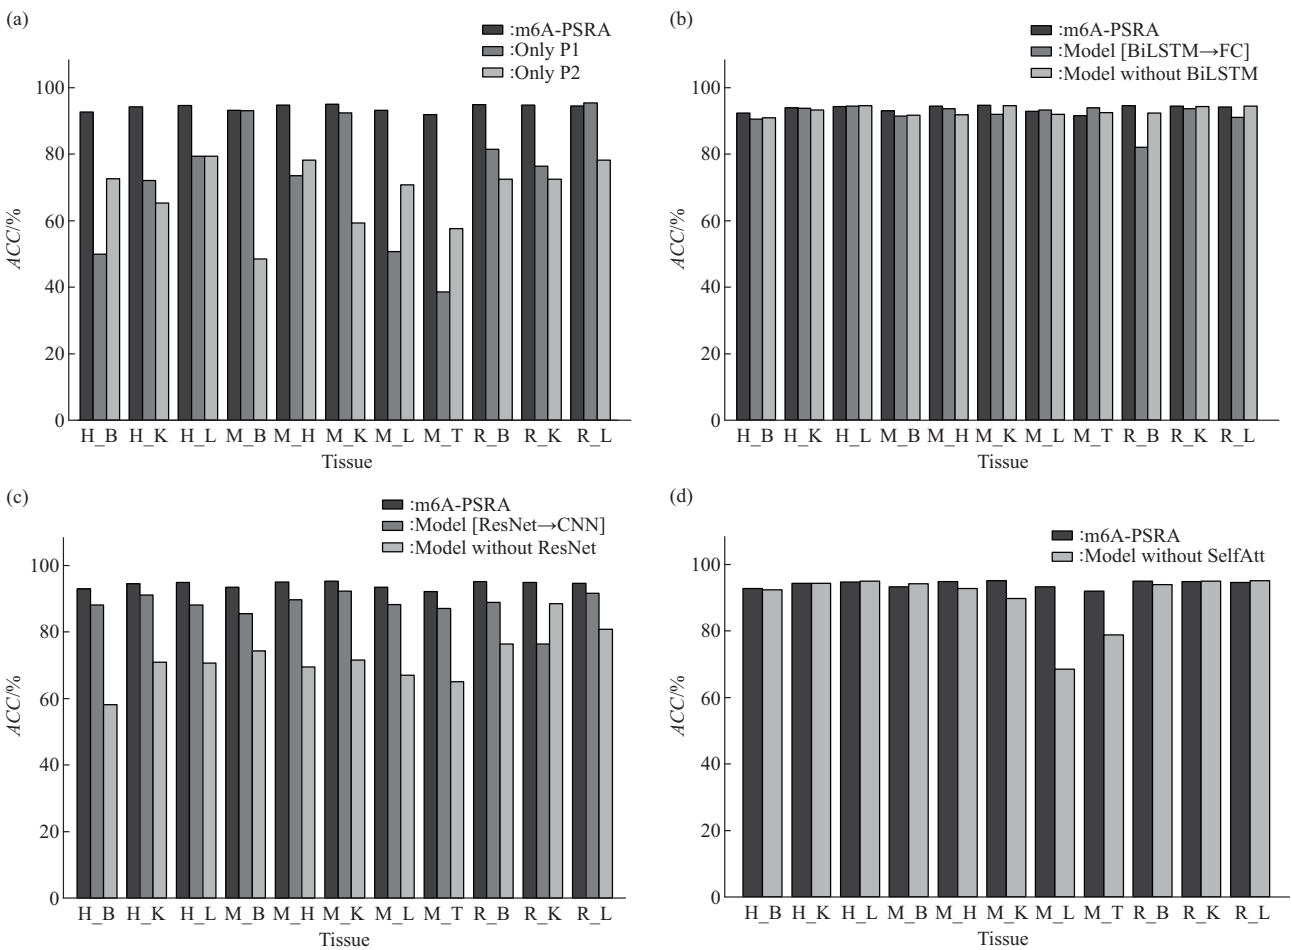 (a)
:m6A-PSRA
:Only P1
:Only P2
100
80
60
40
20
0
ACC/%
H_B H_K H_L M_B M_H M_K M_L M_T R_B R_K R_L
Tissue
(b)
:m6A-PSRA
:Model [BiLSTM→FC]
:Model without BiLSTM
100
80
60
40
20
0
ACC/%
H_B H_K H_L M_B M_H M_K M_L M_T R_B R_K R_L
Tissue
(c)
:m6A-PSRA
:Model [ResNet→CNN]
:Model without ResNet
100
80
60
40
20
0
ACC/%
H_B H_K H_L M_B M_H M_K M_L M_T R_B R_K R_L
Tissue
(d)
:m6A-PSRA
:Model without SelfAtt
100
80
60
40
20
0
ACC/%
H_B H_K H_L M_B M_H M_K M_L M_T R_B R_K R_L
Tissue